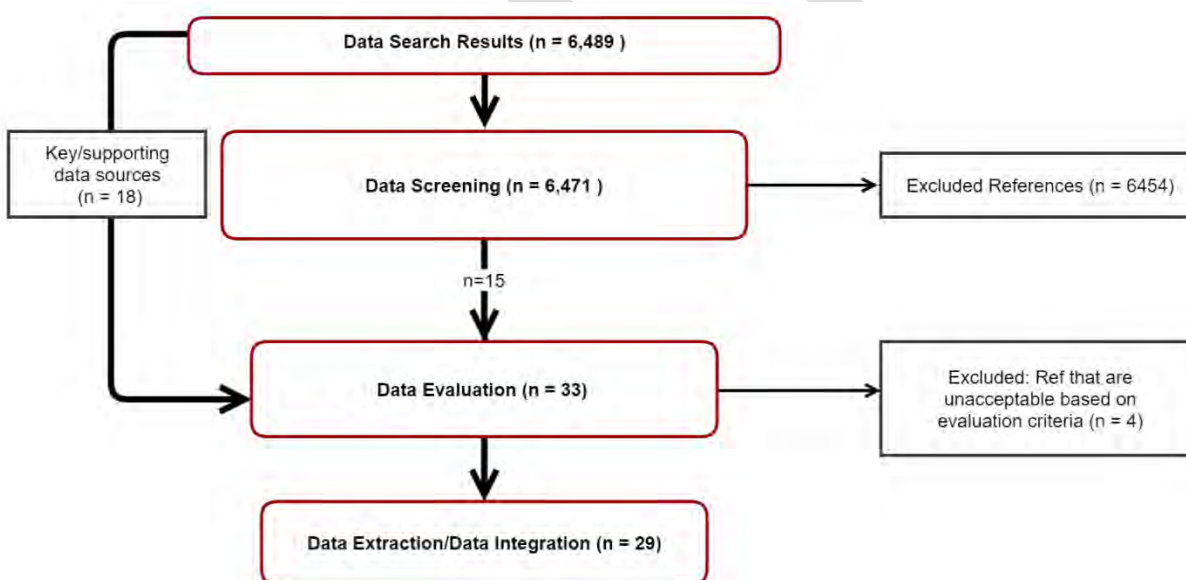 Data Search Results (n = 6,489 )
Key/supporting
data sources
(n = 18)
Data Screening (n = 6,471 )
Excluded References (n = 6454)
n=15
Data Evaluation (n = 33)
Excluded: Ref that are
unacceptable based on
evaluation criteria (n = 4)
Data Extraction/Data Integration (n = 29)